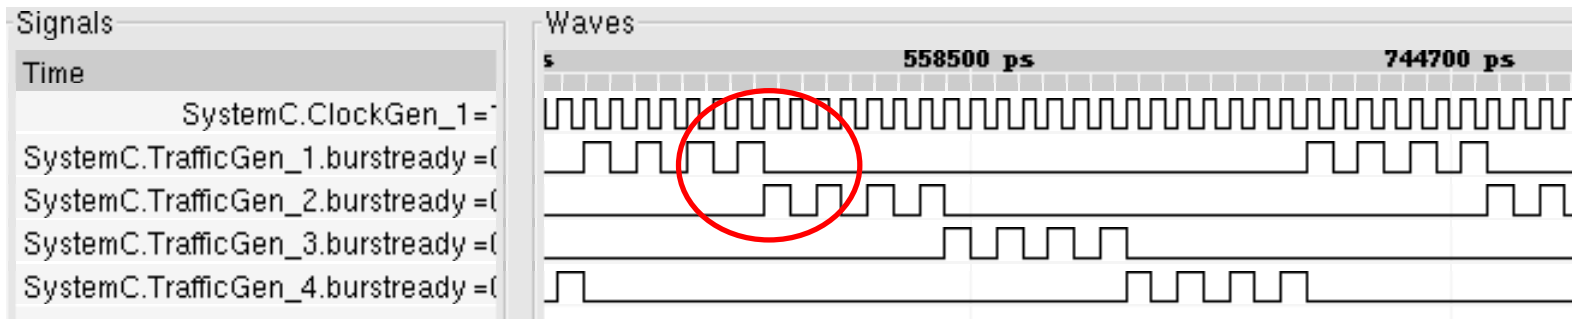 Signals
Waves
Time
s 558500 ps 744700 ps
SystemC.ClockGen_1=
SystemC.TrafficGen_1.burstready =
SystemC.TrafficGen_2.burstready =
SystemC.TrafficGen_3.burstready =
SystemC.TrafficGen_4.burstready =